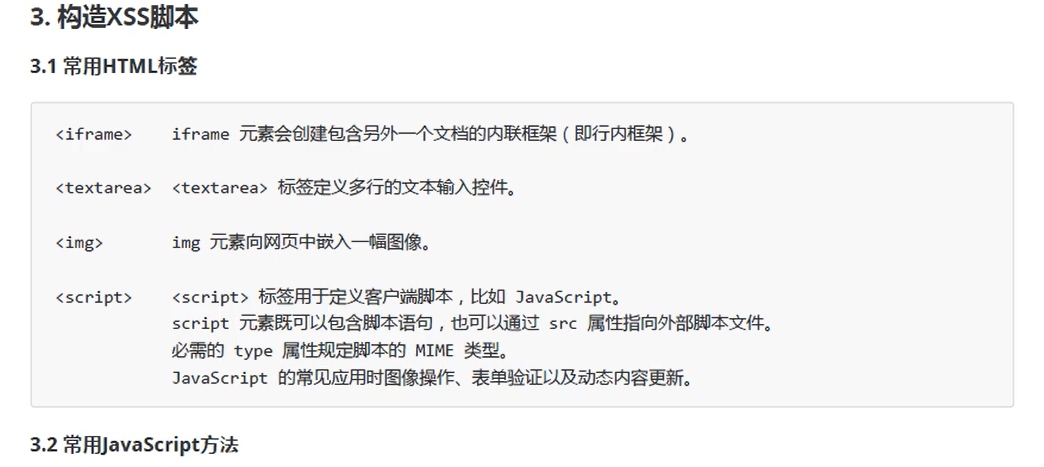 3. 构造XSS脚本
3.1 常用HTML标签
<iframe> iframe 元素会创建包含另外一个文档的内联框架（即行内框架）。
<textarea> <textarea> 标签定义多行的文本输入控件。
<img> img 元素向网页中嵌入一幅图像。
<script> <script> 标签用于定义客户端脚本，比如 JavaScript。
script 元素既可以包含脚本语句，也可以通过 src 属性指向外部脚本文件。
必需的 type 属性规定脚本的 MIME 类型。
JavaScript 的常见应用时图像操作、表单验证以及动态内容更新。
3.2 常用JavaScript方法